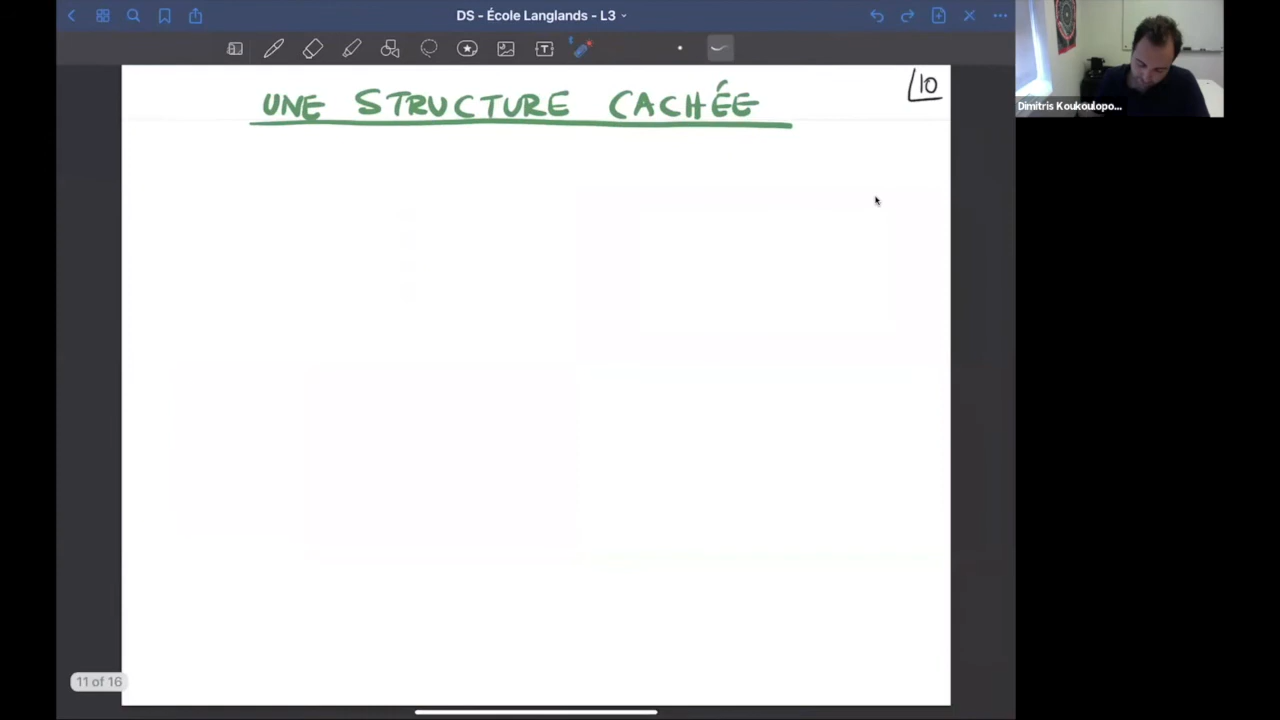 DS - École Langlands - L3
UNE STRUCTURE CACHÉE
10
Dimitris Koukoulopo...
11 of 16